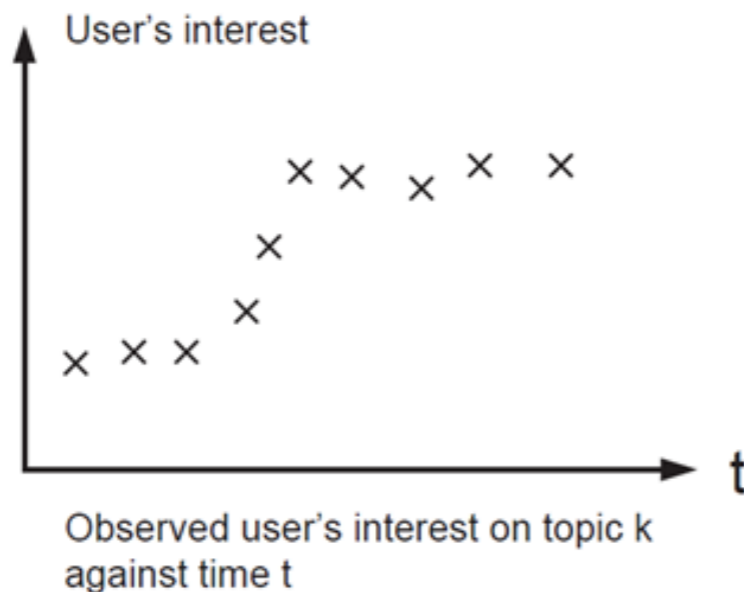 User's interest
t
Observed user's interest on topic k
against time t